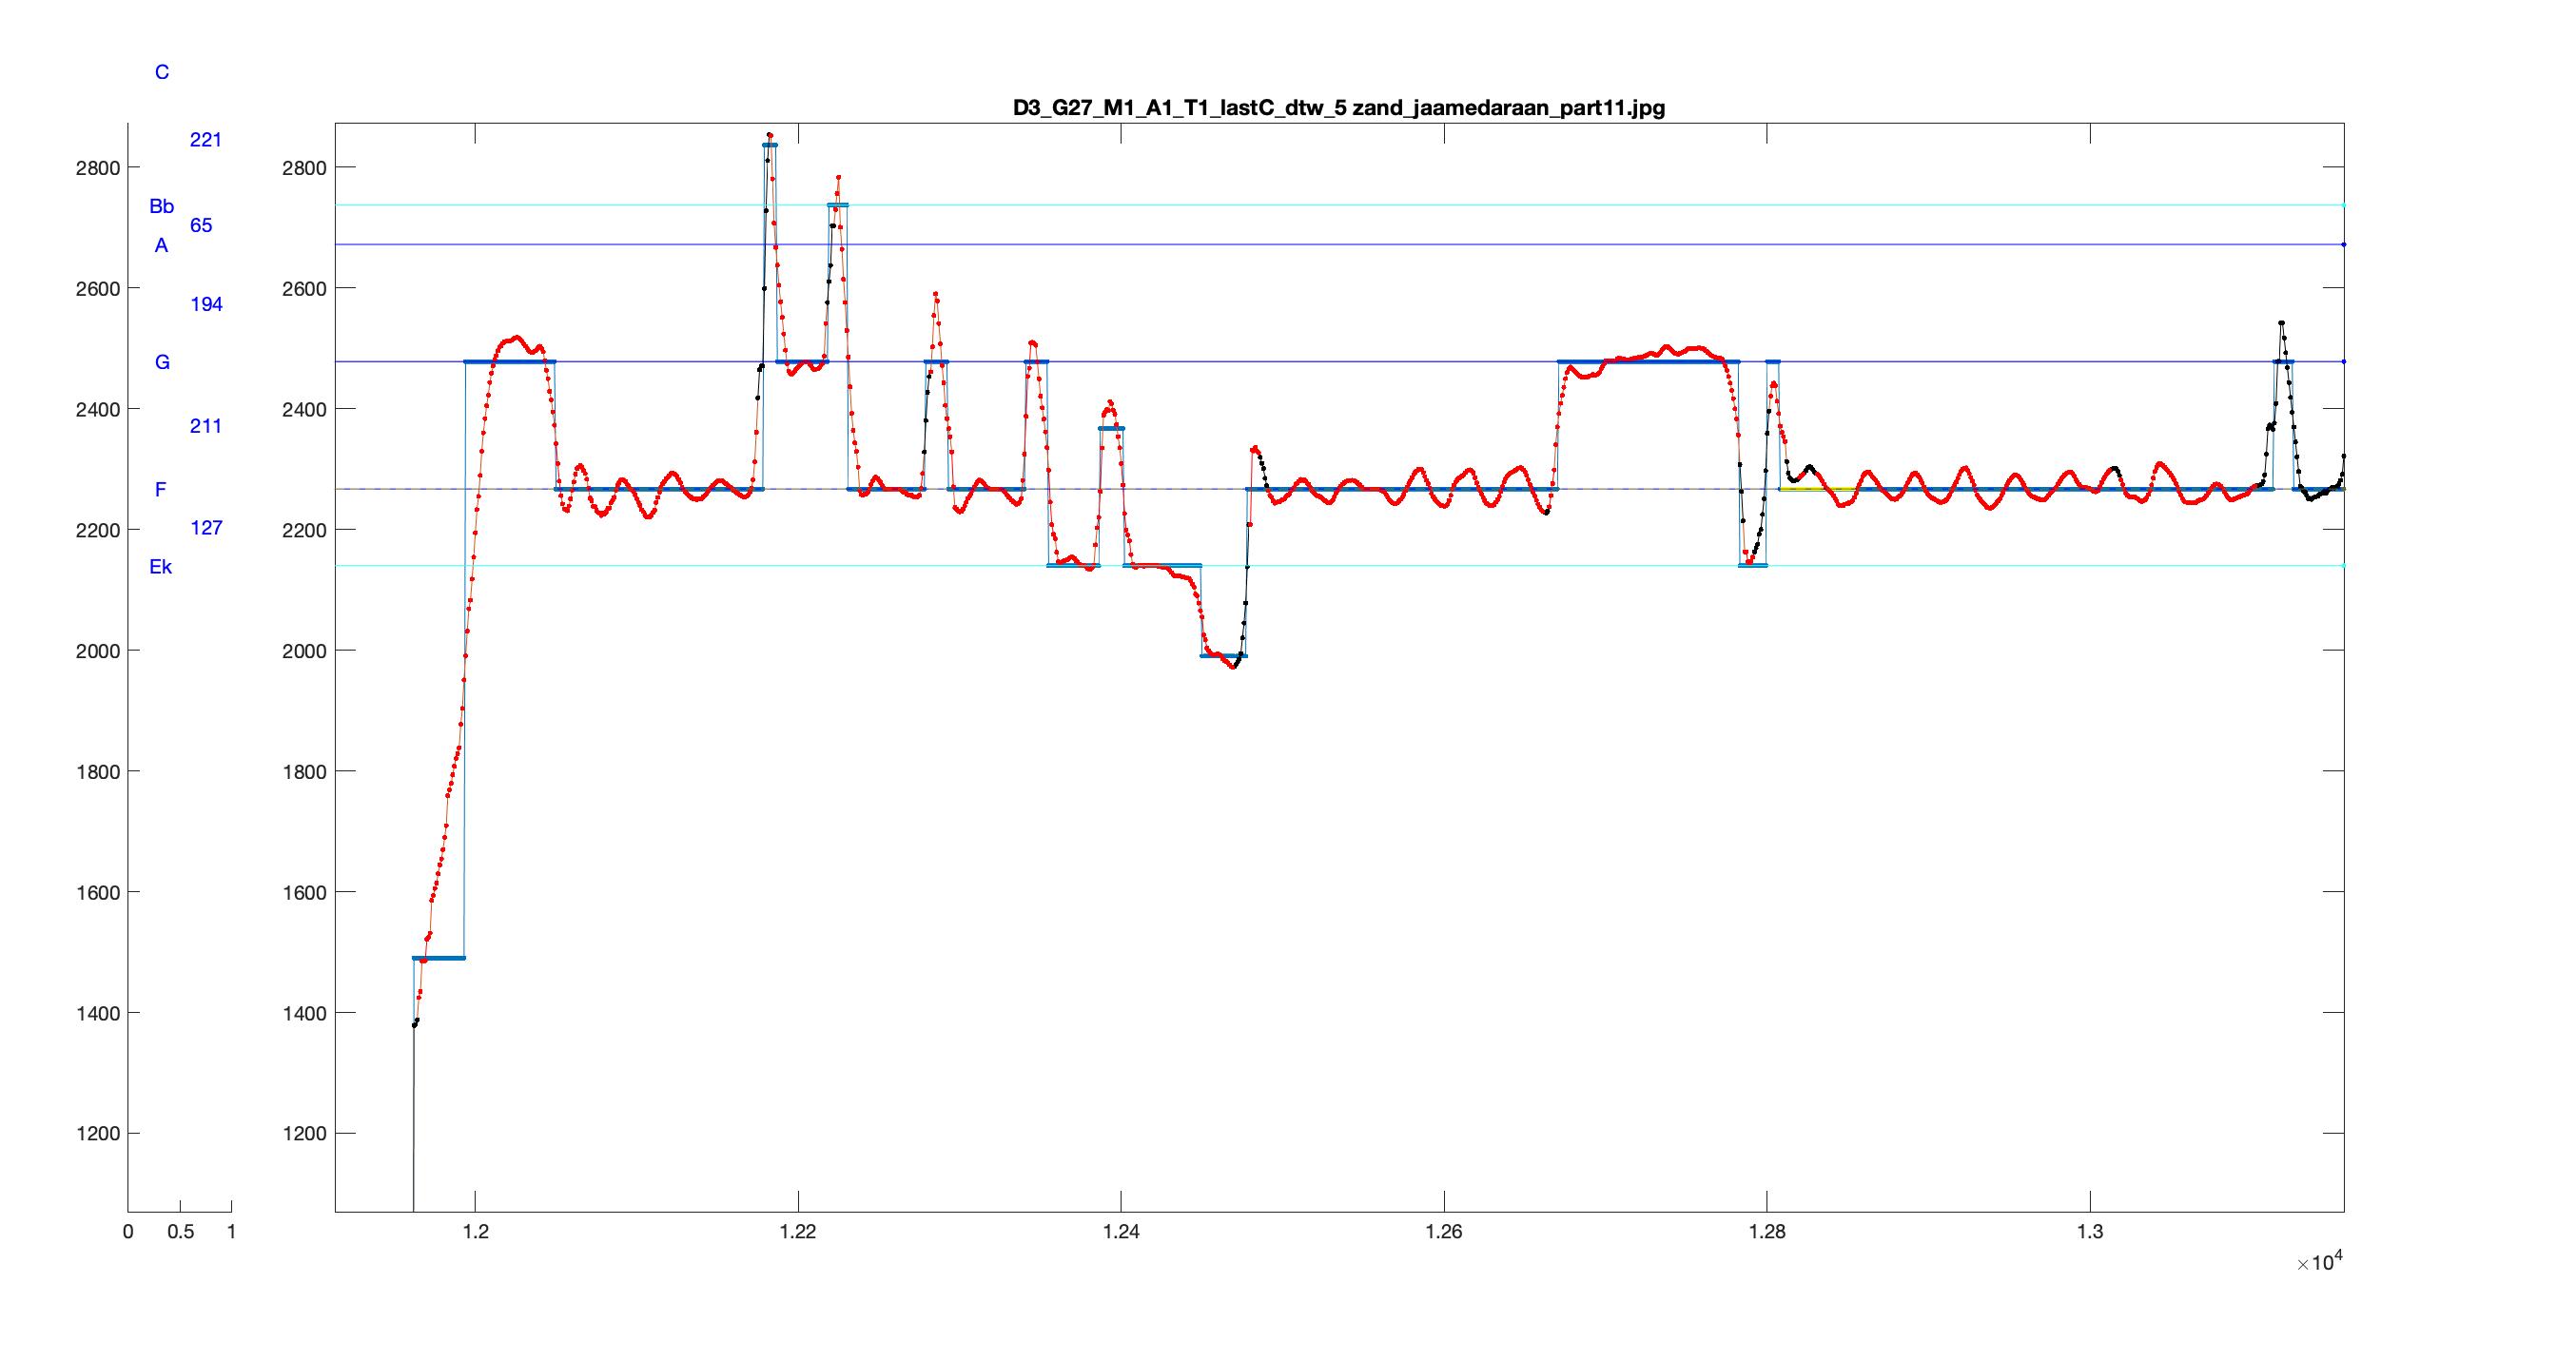 C
D3_G27_M1_A1_T1_lastC_dtw_5 zand_jaamedaraan_part11.jpg
221
2800 2800
Bb
65
A
2600 2600
194
G
2400 2400
211
F
127
2200 2200
Ek
2000 2000
1800 1800
1600 1600
1400 1400
1200 1200
0 0.5 1 1.2 1.22 1.24 1.26 1.28 1.3
×10^4